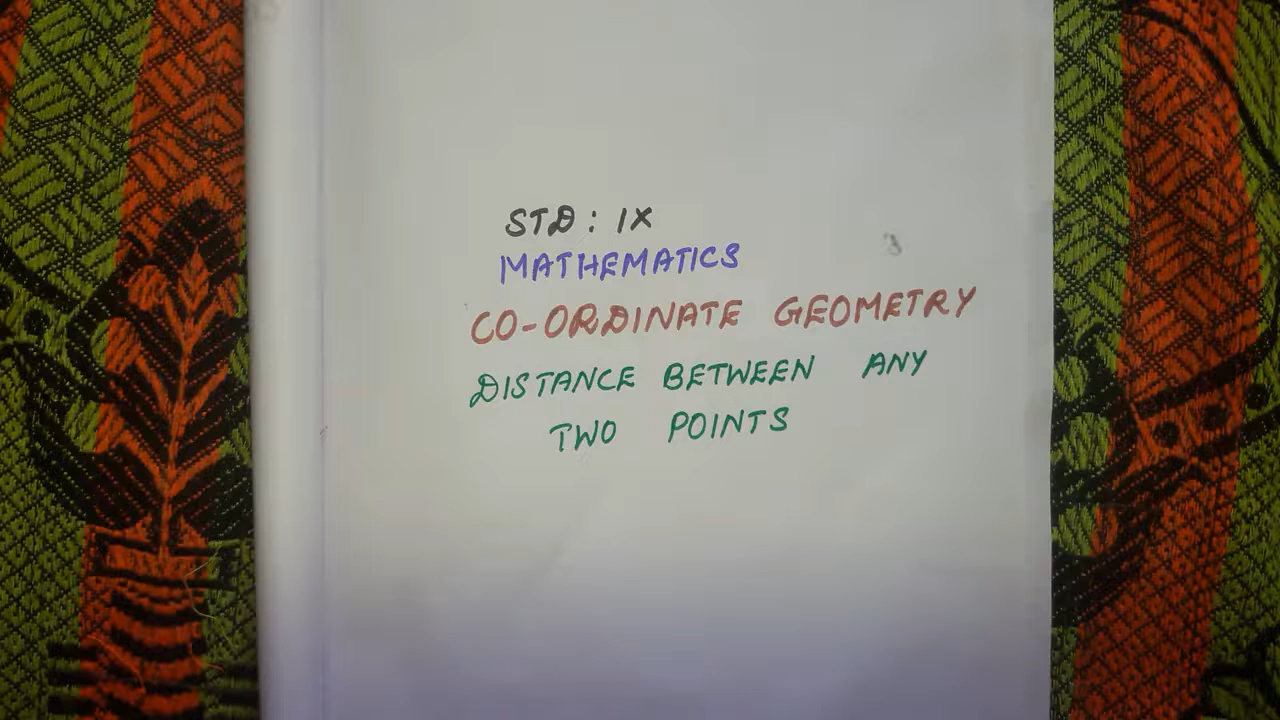 STD: IX
MATHEMATICS
CO-ORDINATE GEOMETRY
DISTANCE BETWEEN ANY
TWO POINTS